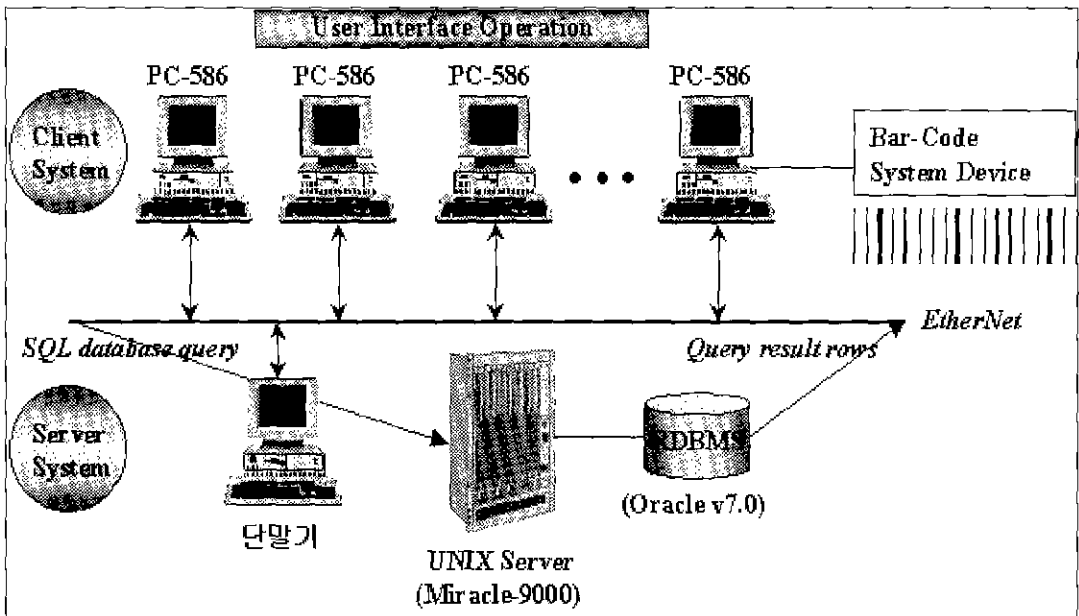 User Interface Operation
PC-586 PC-586 PC-586 PC-586
Client
System
Bar-Code
System Device
EtherNet
SQL database query
Query result rows
Server
System
RDBMS
(Oracle v7.0)
단말기
UNIX Server
(Miracle-9000)